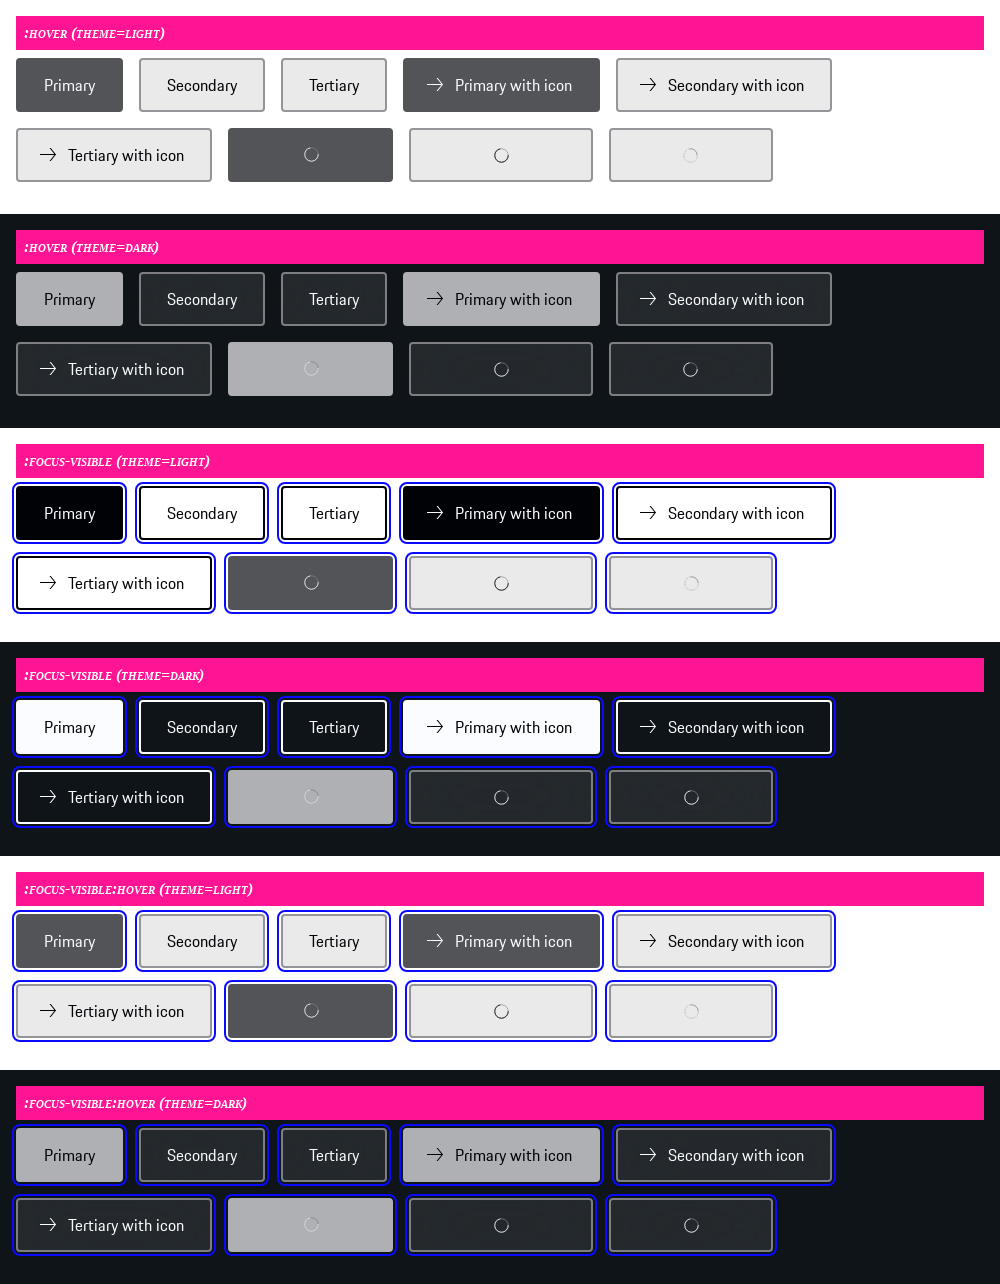 :HOVER (THEME=LIGHT)
Primary Secondary Tertiary Primary with icon Secondary with icon
Tertiary with icon
:HOVER (THEME=DARK)
Primary Secondary Tertiary Primary with icon Secondary with icon
Tertiary with icon
:FOCUS-VISIBLE (THEME=LIGHT)
Primary Secondary Tertiary Primary with icon Secondary with icon
Tertiary with icon
:FOCUS-VISIBLE (THEME=DARK)
Primary Secondary Tertiary Primary with icon Secondary with icon
Tertiary with icon
:FOCUS-VISIBLE:HOVER (THEME=LIGHT)
Primary Secondary Tertiary Primary with icon Secondary with icon
Tertiary with icon
:FOCUS-VISIBLE:HOVER (THEME=DARK)
Primary Secondary Tertiary Primary with icon Secondary with icon
Tertiary with icon